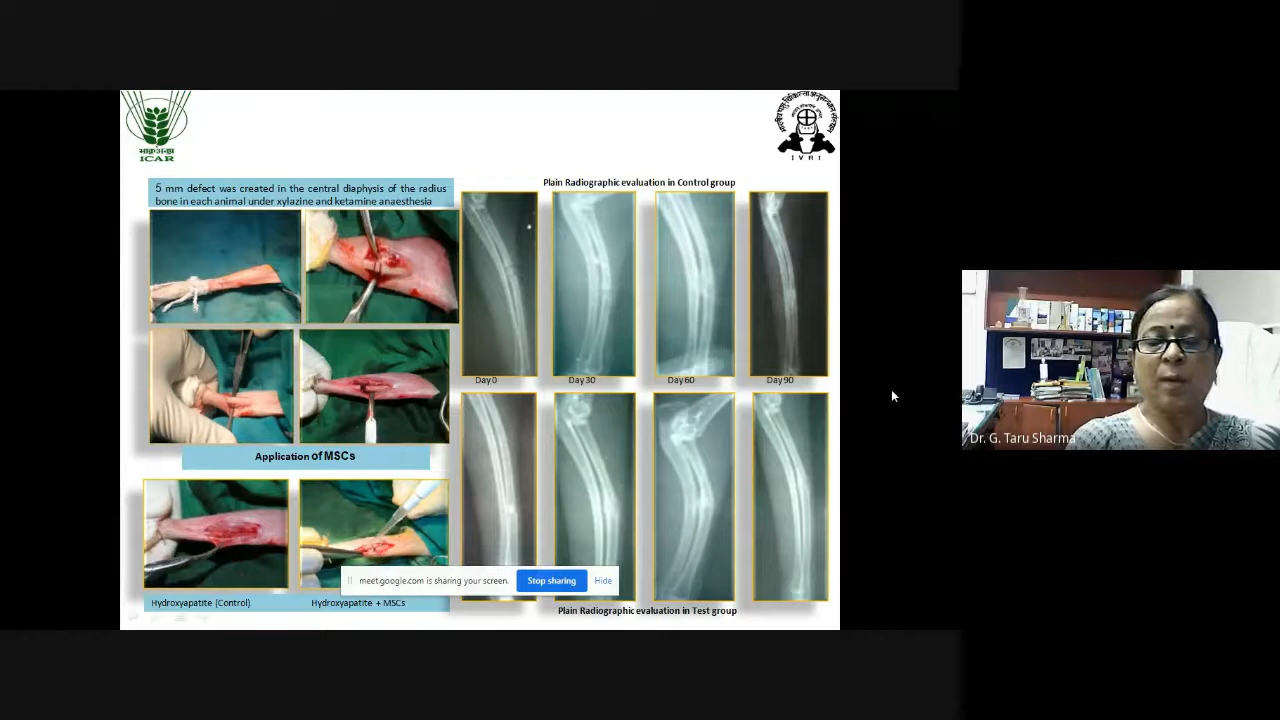 भाकृअनुप
ICAR
IVRI
5 mm defect was created in the central diaphysis of the radius
bone in each animal under xylazine and ketamine anaesthesia
Plain Radiographic evaluation in Control group
Day 0
Day 30
Day 60
Day 90
Application of MSCs
Hydroxyapatite (Control)
Hydroxyapatite + MSCs
meet.google.com is sharing your screen.
Stop sharing
Hide
Plain Radiographic evaluation in Test group
Dr. G. Taru Sharma